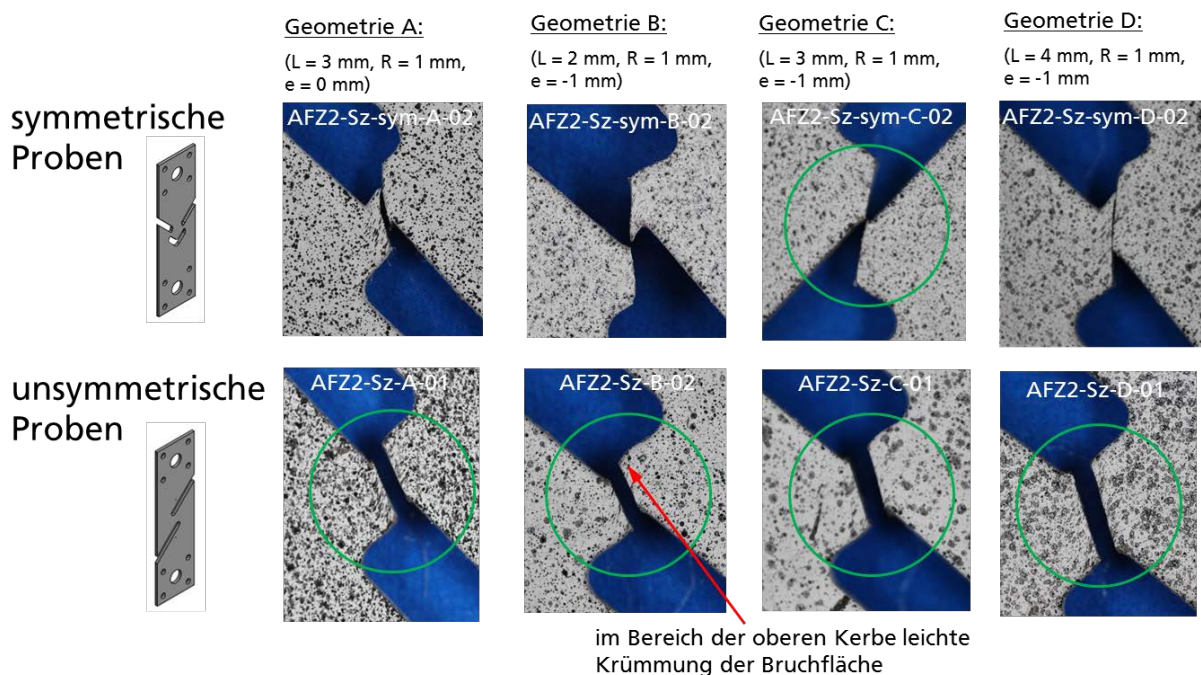 Geometrie A:
(L = 3 mm, R = 1 mm,
e = 0 mm)
Geometrie B:
(L = 2 mm, R = 1 mm,
e = -1 mm)
Geometrie C:
(L = 3 mm, R = 1 mm,
e = -1 mm)
Geometrie D:
(L = 4 mm, R = 1 mm,
e = -1 mm
symmetrische
Proben
AFZ2-Sz-sym-A-02
AFZ2-Sz-sym-B-02
AFZ2-Sz-sym-C-02
AFZ2-Sz-sym-D-02
unsymmetrische
Proben
AFZ2-Sz-A-01
AFZ2-Sz-B-02
AFZ2-Sz-C-01
AFZ2-Sz-D-01
im Bereich der oberen Kerbe leichte
Krümmung der Bruchfläche